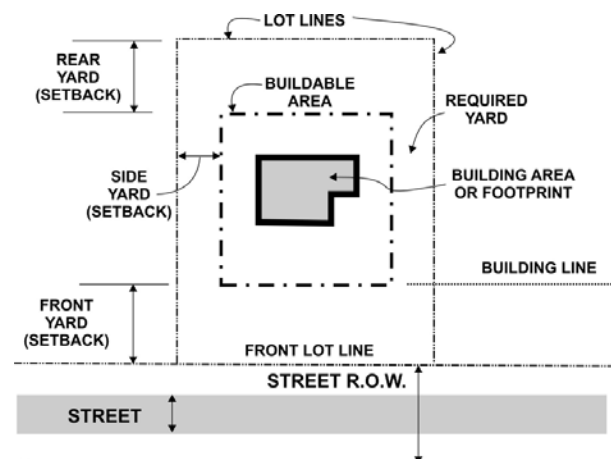 LOT LINES
REAR
YARD
(SETBACK)
BUILDABLE
AREA
REQUIRED
YARD
SIDE
YARD
(SETBACK)
BUILDING AREA
OR FOOTPRINT
BUILDING LINE
FRONT
YARD
(SETBACK)
FRONT LOT LINE
STREET R.O.W.
STREET